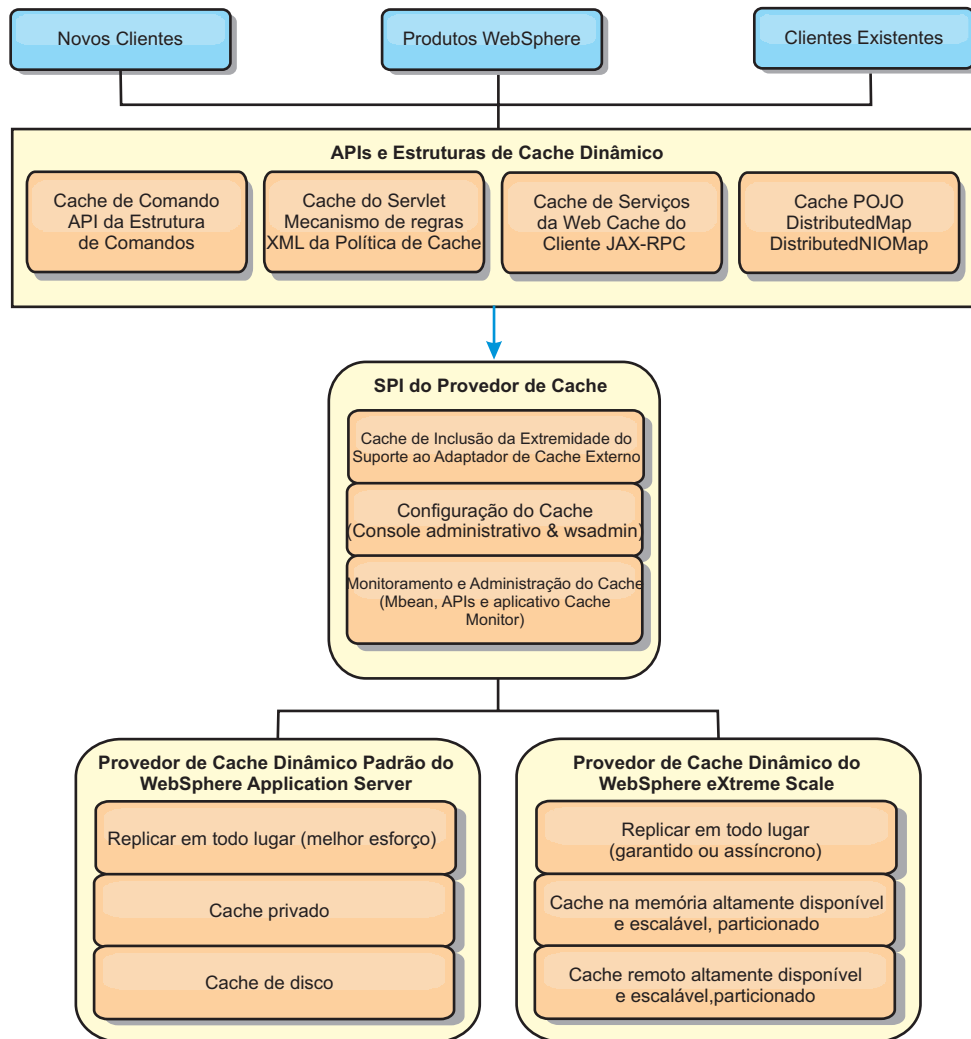 Novos Clientes
Produtos WebSphere
Clientes Existentes
APIs e Estruturas de Cache Dinâmico
Cache de Comando
API da Estrutura
de Comandos
Cache do Servlet
Mecanismo de regras
XML da Política de Cache
Cache de Serviços
da Web Cache do
Cliente JAX-RPC
Cache POJO
DistributedMap
DistributedNIOMap
SPI do Provedor de Cache
Cache de Inclusão da Extremidade do
Suporte ao Adaptador de Cache Externo
Configuração do Cache
(Console administrativo & wsadmin)
Monitoramento e Administração do Cache
(Mbean, APIs e aplicativo Cache
Monitor)
Provedor de Cache Dinâmico Padrão do
WebSphere Application Server
Replicar em todo lugar (melhor esforço)
Cache privado
Cache de disco
Provedor de Cache Dinâmico do
WebSphere eXtreme Scale
Replicar em todo lugar
(garantido ou assíncrono)
Cache na memória altamente disponível
e escalável, particionado
Cache remoto altamente disponível
e escalável,particionado